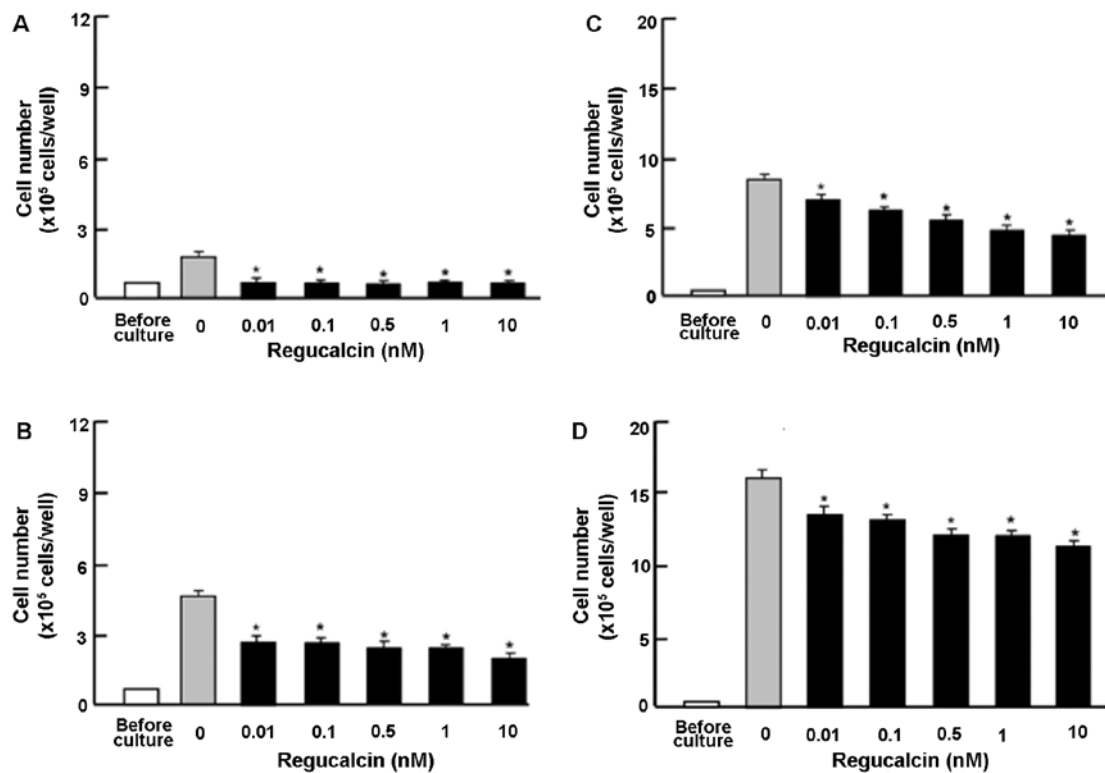 A
Cell number
(x10⁵ cells/well)
12
9
6
3
0
* * * * *
Before
culture
0 0.01 0.1 0.5 1 10
Regucalcin (nM)
B
Cell number
(x10⁵ cells/well)
12
9
6
3
0
* * * * *
Before
culture
0 0.01 0.1 0.5 1 10
Regucalcin (nM)
C
Cell number
(x10⁵ cells/well)
20
15
10
5
0
* * * * *
Before
culture
0 0.01 0.1 0.5 1 10
Regucalcin (nM)
D
Cell number
(x10⁵ cells/well)
20
15
10
5
0
* * * * *
Before
culture
0 0.01 0.1 0.5 1 10
Regucalcin (nM)